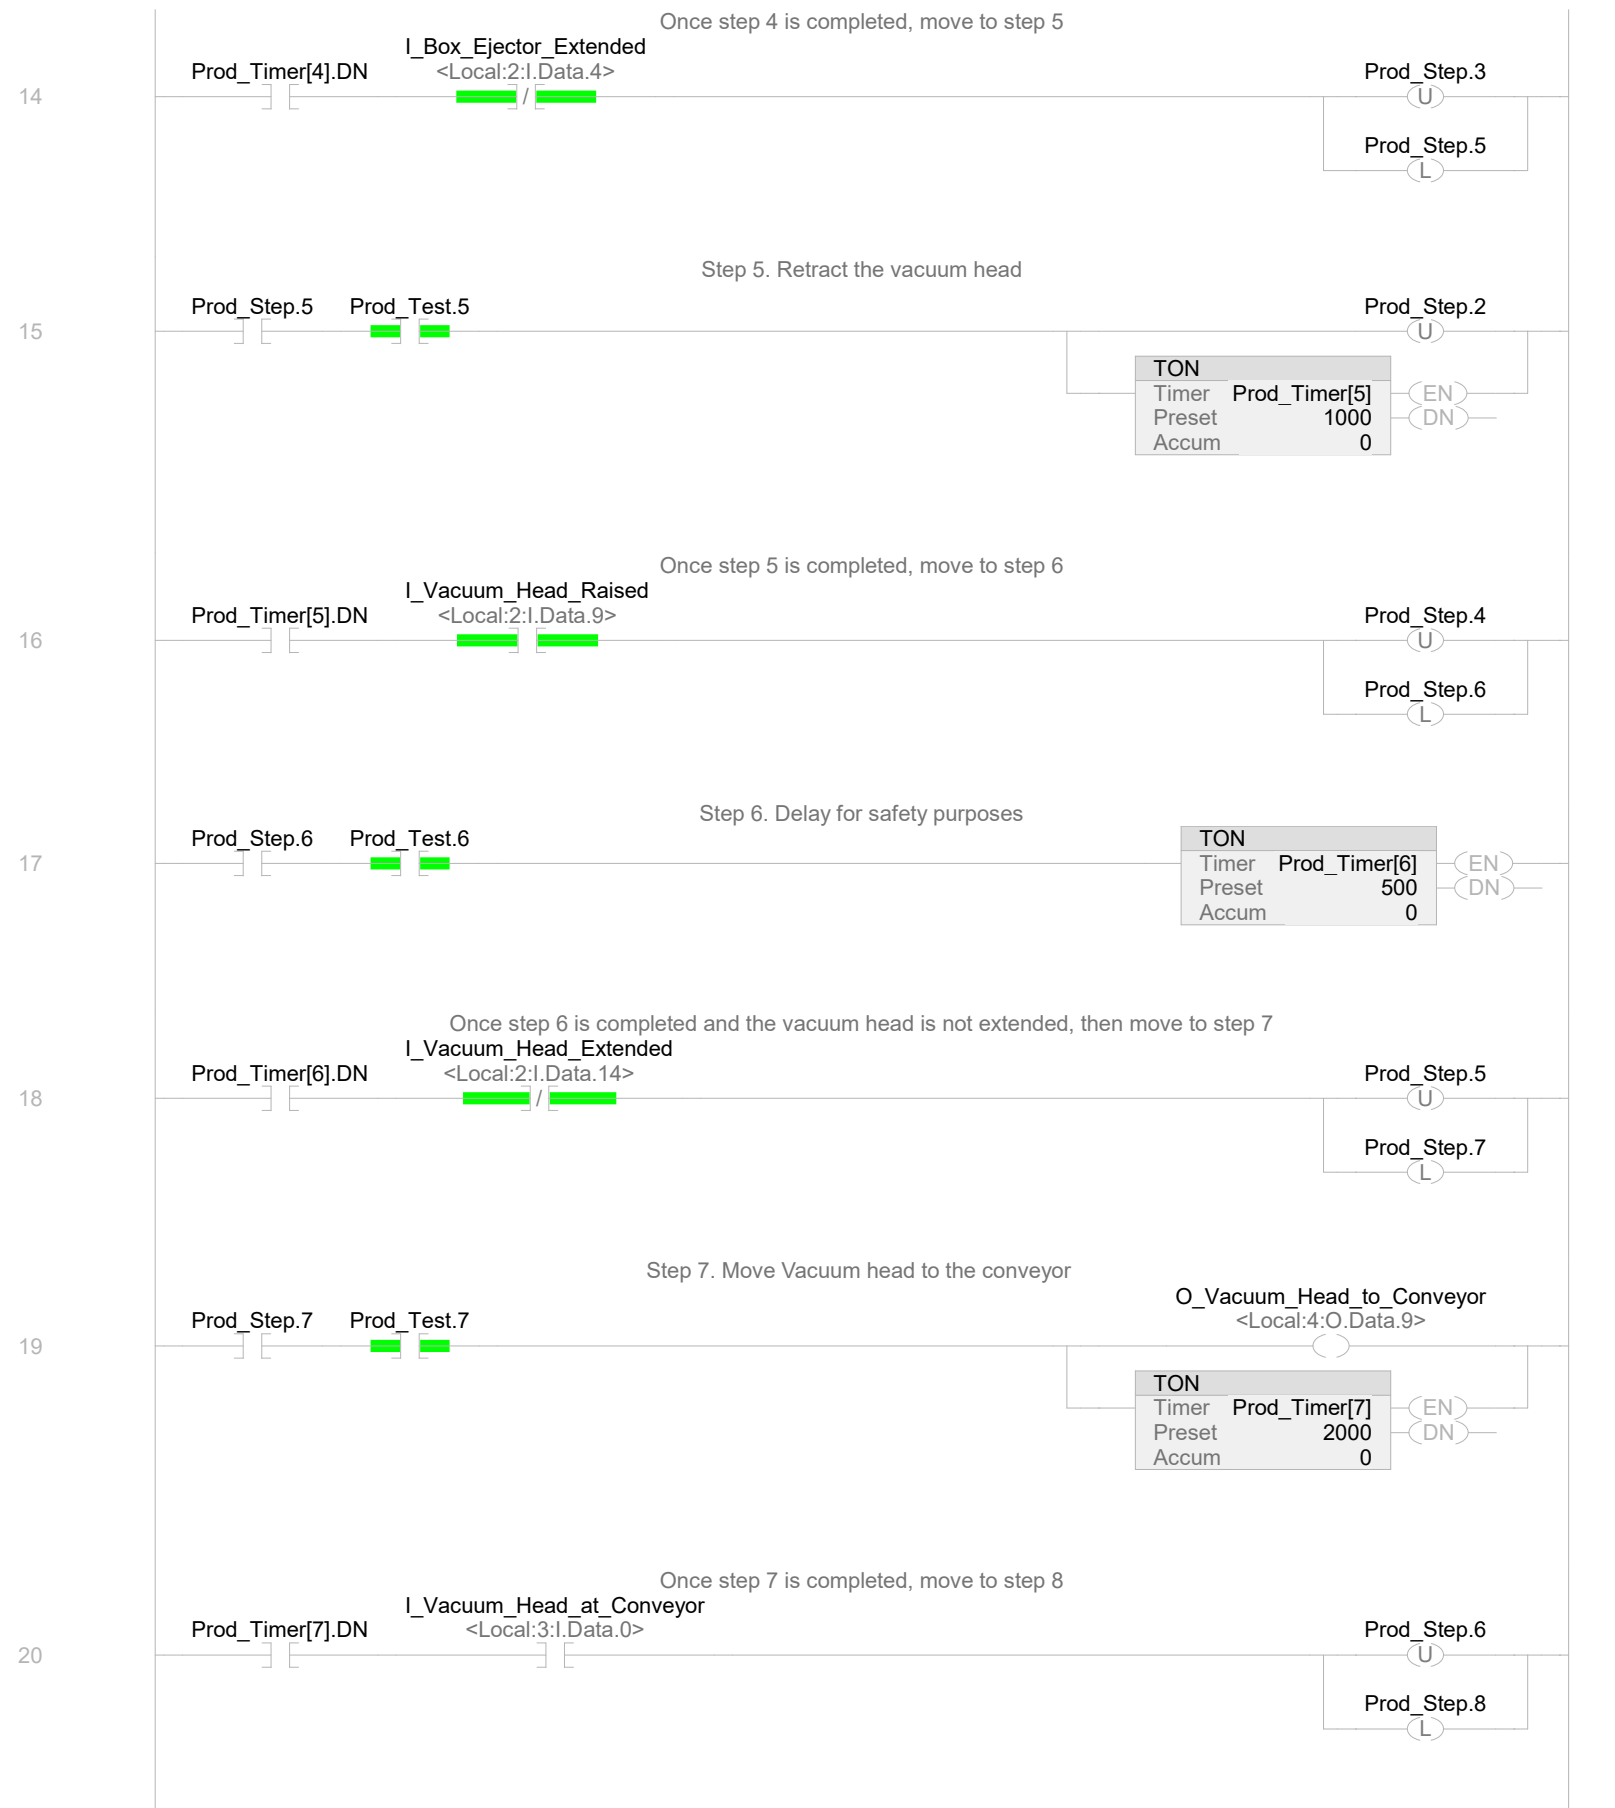 Once step 4 is completed, move to step 5
I_Box_Ejector_Extended
Prod_Timer[4].DN <Local:2:I.Data.4> Prod_Step.3
14 / U
Prod_Step.5
L
Step 5. Retract the vacuum head
Prod_Step.5 Prod_Test.5 Prod_Step.2
15 U
TON
Timer Prod_Timer[5] EN
Preset 1000 DN
Accum 0
Once step 5 is completed, move to step 6
I_Vacuum_Head_Raised
Prod_Timer[5].DN <Local:2:I.Data.9> Prod_Step.4
16 U
Prod_Step.6
L
Step 6. Delay for safety purposes
Prod_Step.6 Prod_Test.6 TON
17 Timer Prod_Timer[6] EN
Preset 500 DN
Accum 0
Once step 6 is completed and the vacuum head is not extended, then move to step 7
I_Vacuum_Head_Extended
Prod_Timer[6].DN <Local:2:I.Data.14> Prod_Step.5
18 / U
Prod_Step.7
L
Step 7. Move Vacuum head to the conveyor
O_Vacuum_Head_to_Conveyor
Prod_Step.7 Prod_Test.7 <Local:4:O.Data.9>
19
TON
Timer Prod_Timer[7] EN
Preset 2000 DN
Accum 0
Once step 7 is completed, move to step 8
I_Vacuum_Head_at_Conveyor
Prod_Timer[7].DN <Local:3:I.Data.0> Prod_Step.6
20 U
Prod_Step.8
L